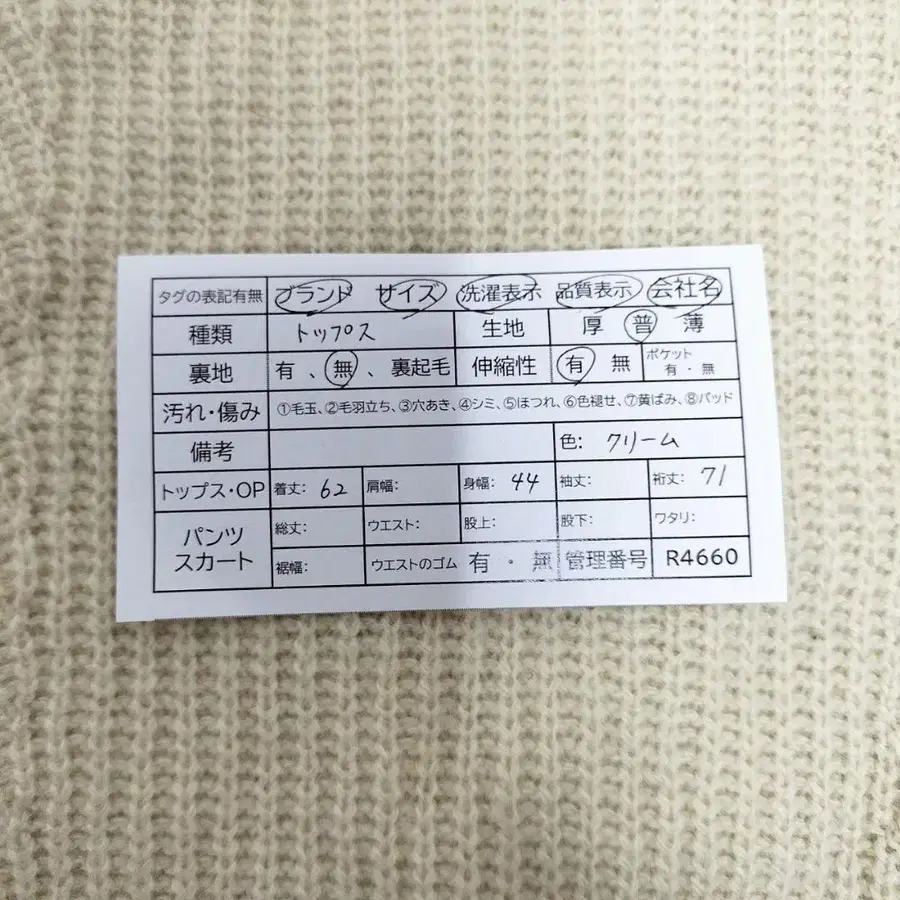 タグの表記有無 ブランド サイズ 洗濯表示 品質表示 会社名
種類 トップス 生地 厚 普 薄
裏地 有 、無 、裏起毛 伸縮性 有 無 ポケット 有 ・ 無
汚れ・傷み ①毛玉、②毛羽立ち、③穴あき、④シミ、⑤ほつれ、⑥色褪せ、⑦黄ばみ、⑧パッド
備考 色: クリーム
トップス・OP 着丈: 62 肩幅: 身幅: 44 袖丈: 裄丈: 71
パンツ スカート 総丈: ウエスト: 股上: 股下: ワタリ:
裾幅: ウエストのゴム 有 ・ 無 管理番号 R4660